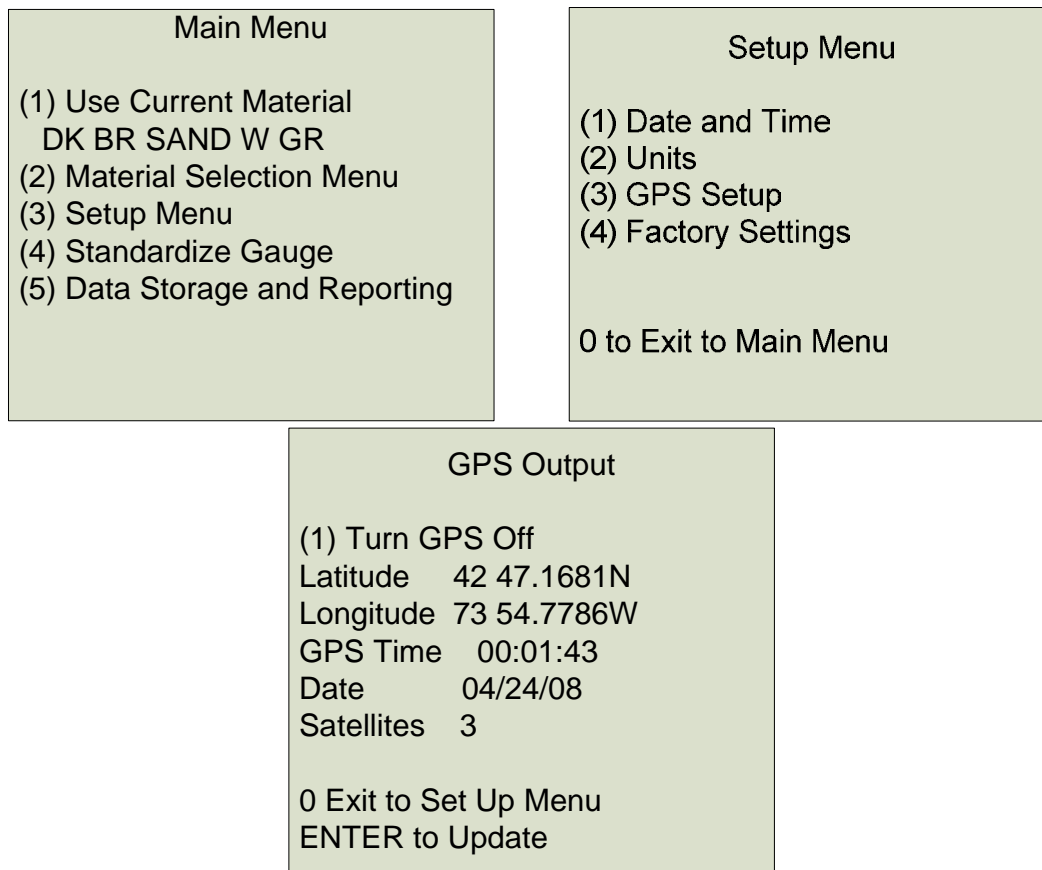 Main Menu
(1) Use Current Material
DK BR SAND W GR
(2) Material Selection Menu
(3) Setup Menu
(4) Standardize Gauge
(5) Data Storage and Reporting
Setup Menu
(1) Date and Time
(2) Units
(3) GPS Setup
(4) Factory Settings
0 to Exit to Main Menu
GPS Output
(1) Turn GPS Off
Latitude 42 47.1681N
Longitude 73 54.7786W
GPS Time 00:01:43
Date 04/24/08
Satellites 3
0 Exit to Set Up Menu
ENTER to Update